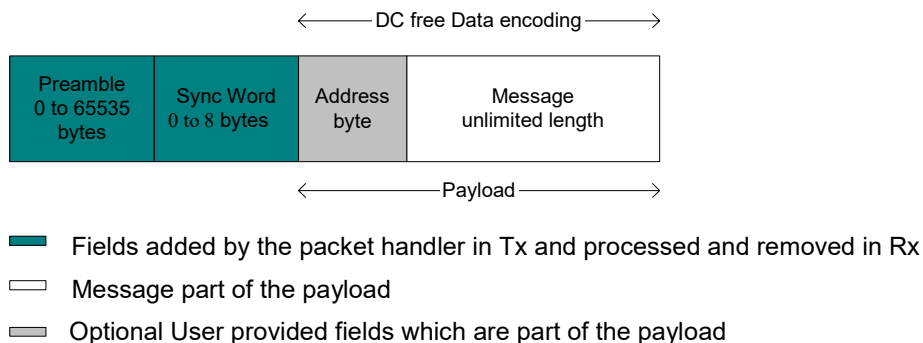 DC free Data encoding
Preamble
0 to 65535
bytes
Sync Word
0 to 8 bytes
Address
byte
Message
unlimited length
Payload
Fields added by the packet handler in Tx and processed and removed in Rx
Message part of the payload
Optional User provided fields which are part of the payload